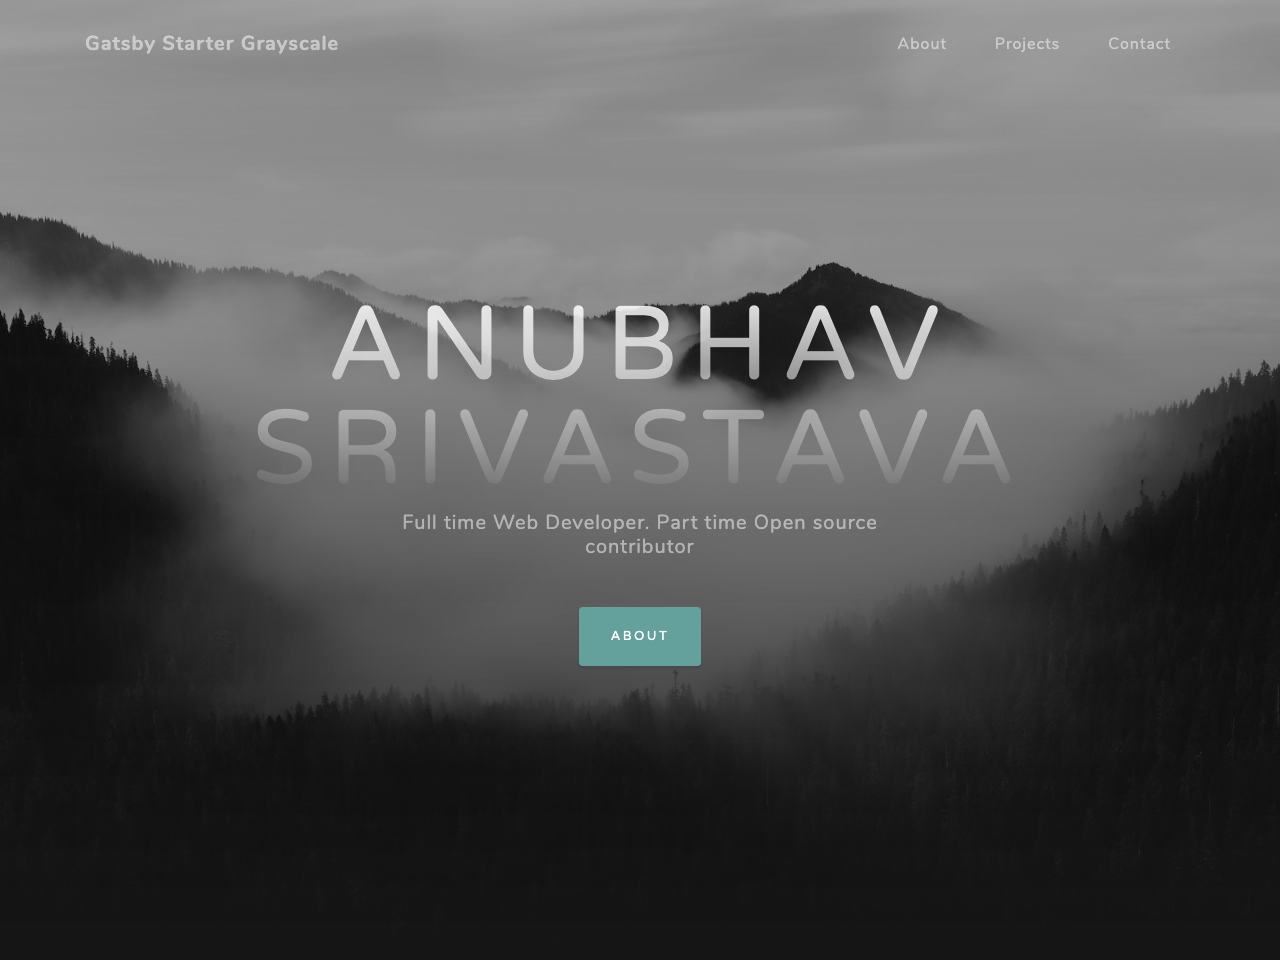 Gatsby Starter Grayscale
About Projects Contact
ANUBHAV
SRIVASTAVA
Full time Web Developer. Part time Open source
contributor
ABOUT